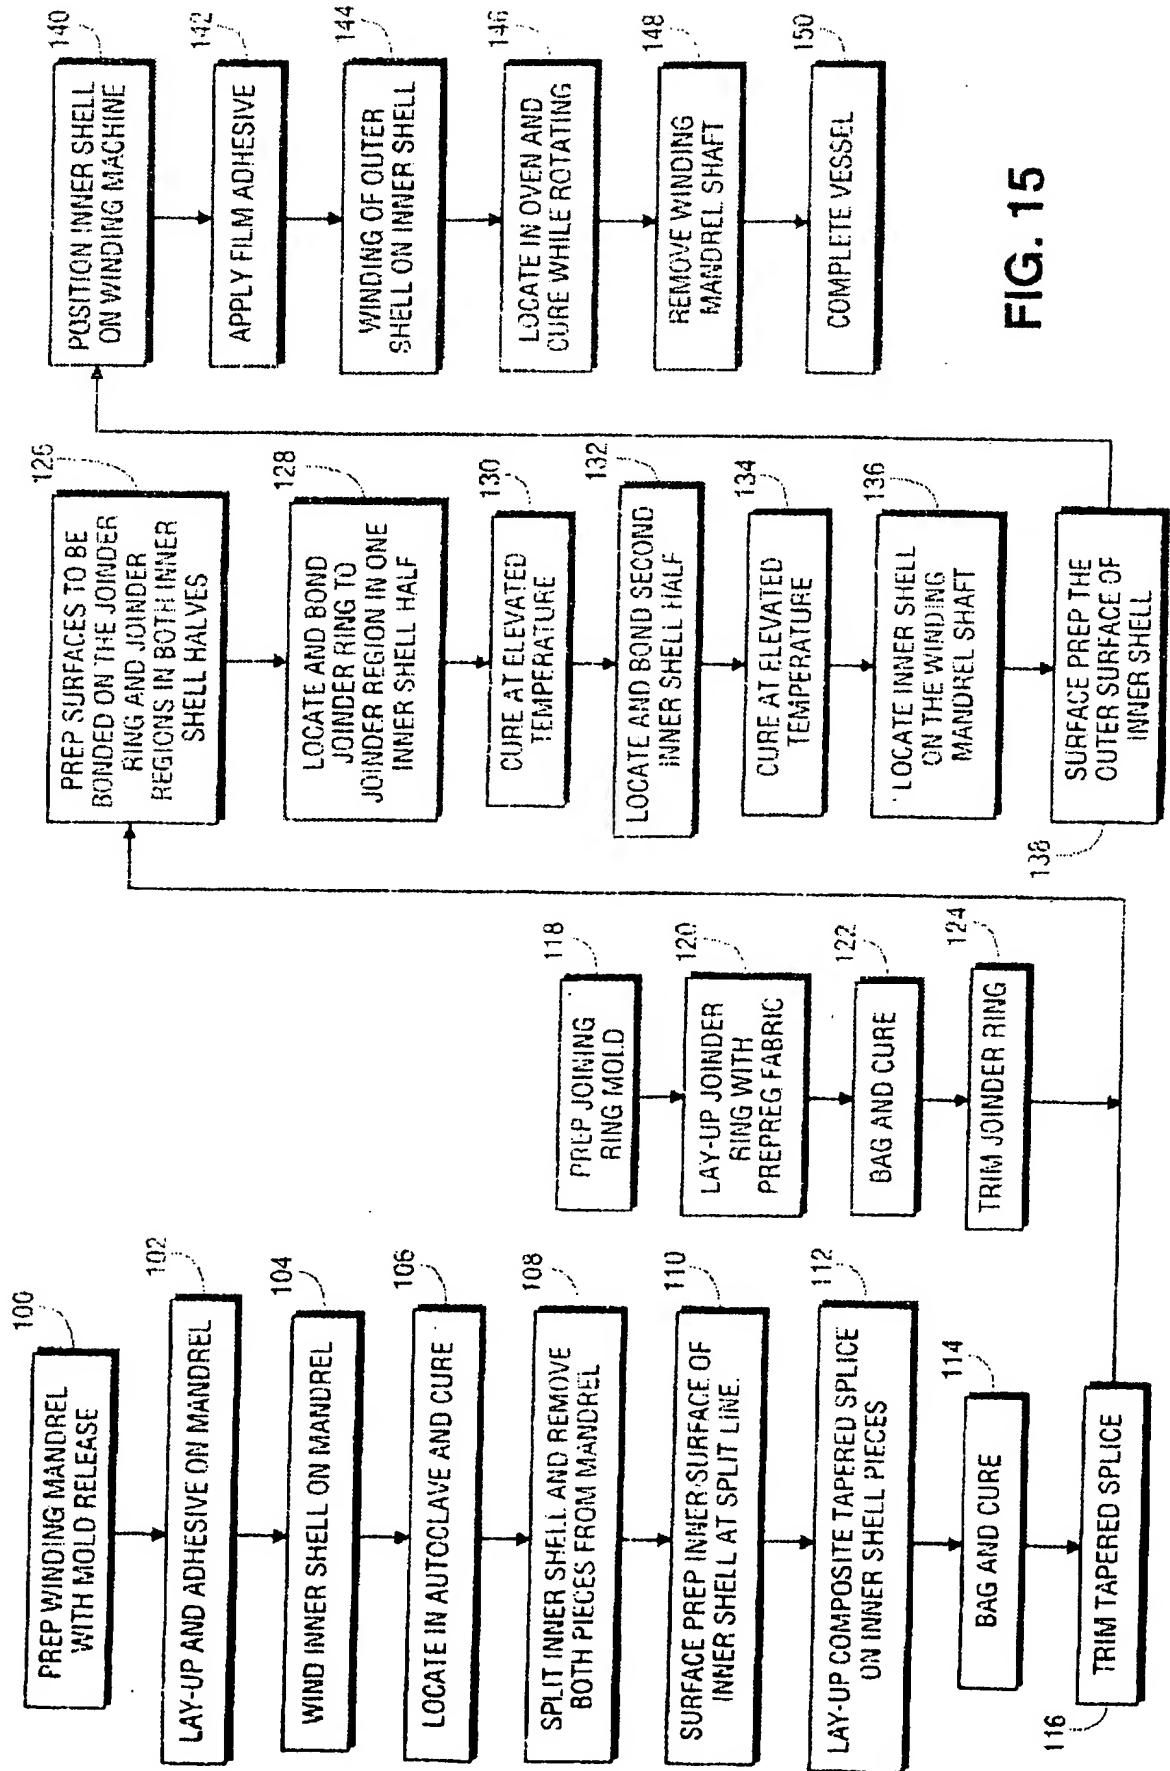 100
PREP WINDING MANDREL
WITH MOLD RELEASE
102
LAY-UP AND ADHESIVE ON MANDREL
104
WIND INNER SHELL ON MANDREL
106
LOCATE IN AUTOCLAVE AND CURE
108
SPLIT INNER SHELL AND REMOVE
BOTH PIECES FROM MANDREL
110
SURFACE PREP INNER SURFACE OF
INNER SHELL AT SPLIT LINE.
112
LAY-UP COMPOSITE TAPERED SPLICE
ON INNER SHELL PIECES
114
BAG AND CURE
116
TRIM TAPERED SPLICE
118
PREP JOINING
RING MOLD
120
LAY-UP JOINDER
RING WITH
PREPREG FABRIC
122
BAG AND CURE
124
TRIM JOINDER RING
126
PREP SURFACES TO BE
BONDED ON THE JOINDER
RING AND JOINDER
REGIONS IN BOTH INNER
SHELL HALVES
128
LOCATE AND BOND
JOINDER RING TO
JOINDER REGION IN ONE
INNER SHELL HALF
130
CURE AT ELEVATED
TEMPERATURE
132
LOCATE AND BOND SECOND
INNER SHELL HALF
134
CURE AT ELEVATED
TEMPERATURE
136
LOCATE INNER SHELL
ON THE WINDING
MANDREL SHAFT
138
SURFACE PREP THE
OUTER SURFACE OF
INNER SHELL
140
POSITION INNER SHELL
ON WINDING MACHINE
142
APPLY FILM ADHESIVE
144
WINDING OF OUTER
SHELL ON INNER SHELL
146
LOCATE IN OVEN AND
CURE WHILE ROTATING
148
REMOVE WINDING
MANDREL SHAFT
150
COMPLETE VESSEL
FIG. 15